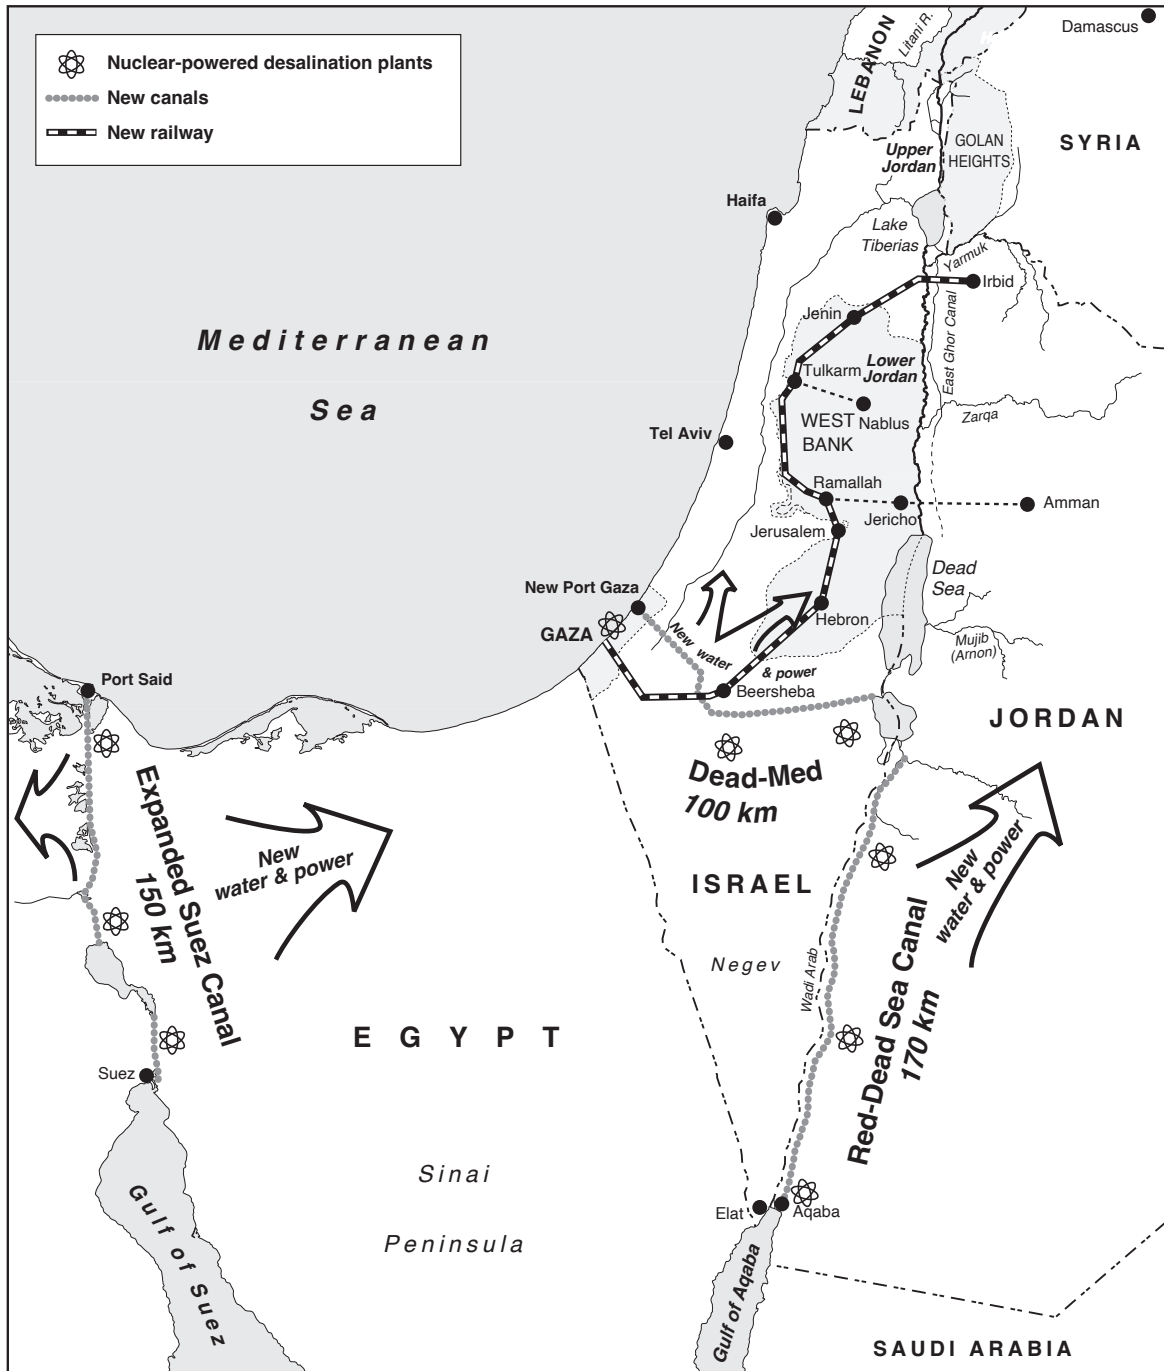 Nuclear-powered desalination plants
New canals
New railway
Damascus
LEBANON
Litani R.
SYRIA
GOLAN
HEIGHTS
Upper
Jordan
Haifa
Lake
Tiberias
Yarmuk
Irbid
Mediterranean
Sea
Jenin
East Ghor Canal
Tulkarm
Lower
Jordan
WEST
BANK
Nablus
Zarqa
Tel Aviv
Ramallah
Jericho
Amman
Jerusalem
Dead
Sea
New Port Gaza
GAZA
Hebron
New water
& power
Mujib
(Arnon)
Port Said
Beersheba
JORDAN
Dead-Med
100 km
Expanded Suez Canal
150 km
New
water & power
New
water & power
ISRAEL
Negev
Wadi Arab
Red-Dead Sea Canal
170 km
EGYPT
Suez
Sinai
Peninsula
Gulf of Suez
Elat
Aqaba
Gulf of Aqaba
SAUDI ARABIA